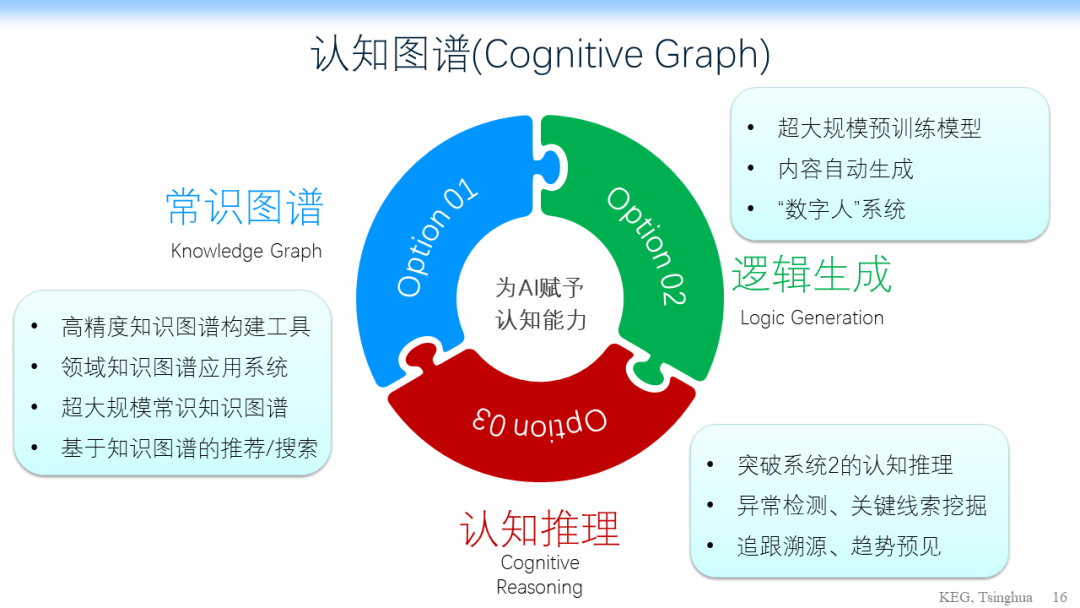 认知图谱(Cognitive Graph)
常识图谱
Knowledge Graph
• 高精度知识图谱构建工具
• 领域知识图谱应用系统
• 超大规模常识知识图谱
• 基于知识图谱的推荐/搜索
Option 01
Option 02
Option 03
为AI赋予
认知能力
• 超大规模预训练模型
• 内容自动生成
• “数字人”系统
逻辑生成
Logic Generation
认知推理
Cognitive
Reasoning
• 突破系统2的认知推理
• 异常检测、关键线索挖掘
• 追踪溯源、趋势预见
KEG, Tsinghua 16